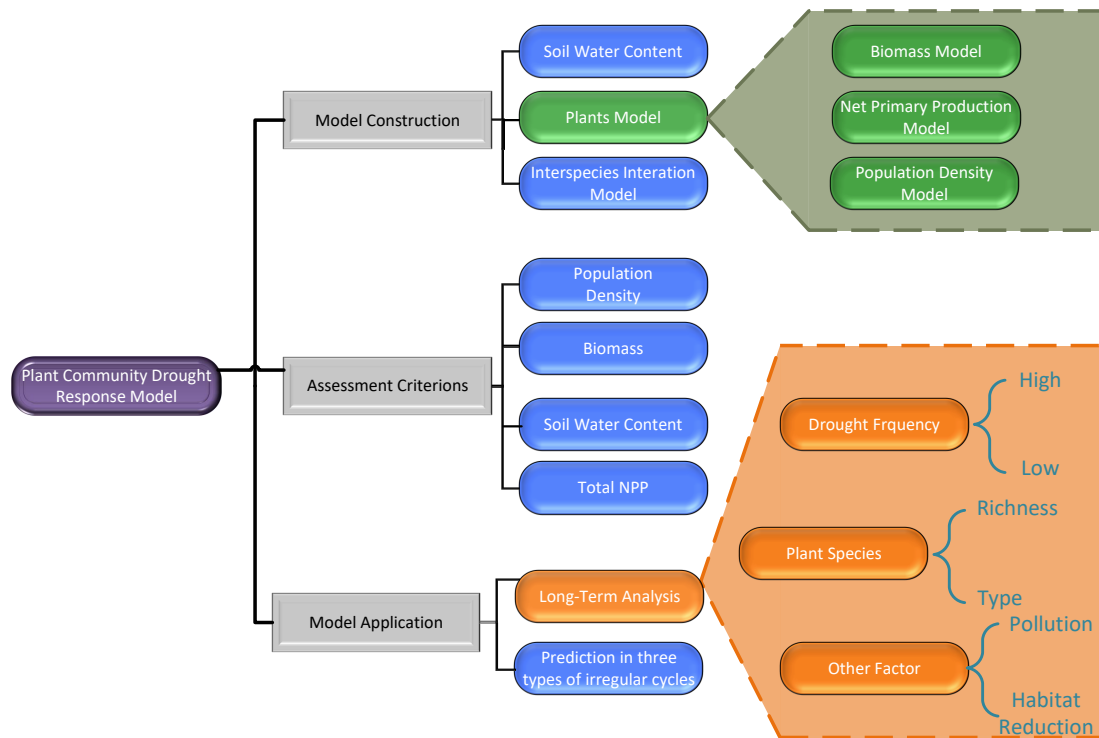 Plant Community Drought
Response Model
Model Construction
Soil Water Content
Plants Model
Interspecies Interation
Model
Biomass Model
Net Primary Production
Model
Population Density
Model
Assessment Criterions
Population
Density
Biomass
Soil Water Content
Total NPP
Model Application
Long-Term Analysis
Prediction in three
types of irregular cycles
Drought Frquency
High
Low
Plant Species
Richness
Type
Other Factor
Pollution
Habitat
Reduction